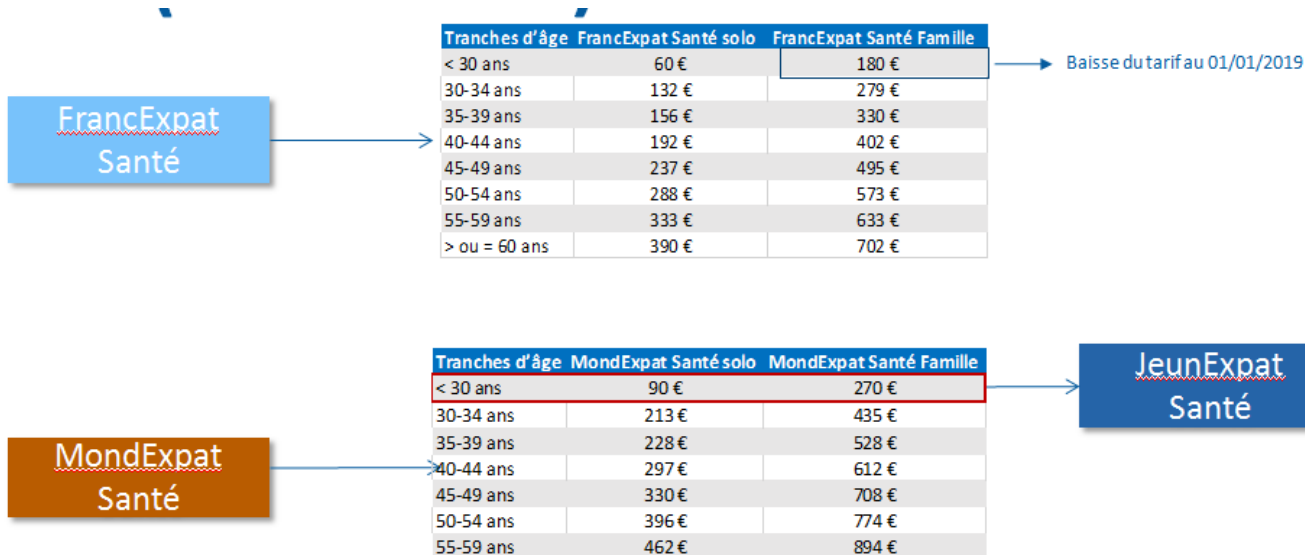 Tranches d'âge FrancExpat Santé solo FrancExpat Santé Famille
< 30 ans 60 € 180 €
Baisse du tarif au 01/01/2019
30-34 ans 132 € 279 €
35-39 ans 156 € 330 €
40-44 ans 192 € 402 €
45-49 ans 237 € 495 €
50-54 ans 288 € 573 €
55-59 ans 333 € 633 €
> ou = 60 ans 390 € 702 €
FrancExpat
Santé
Tranches d'âge MondExpat Santé solo MondExpat Santé Famille
< 30 ans 90 € 270 €
30-34 ans 213 € 435 €
35-39 ans 228 € 528 €
40-44 ans 297 € 612 €
45-49 ans 330 € 708 €
50-54 ans 396 € 774 €
55-59 ans 462 € 894 €
JeunExpat
Santé
MondExpat
Santé